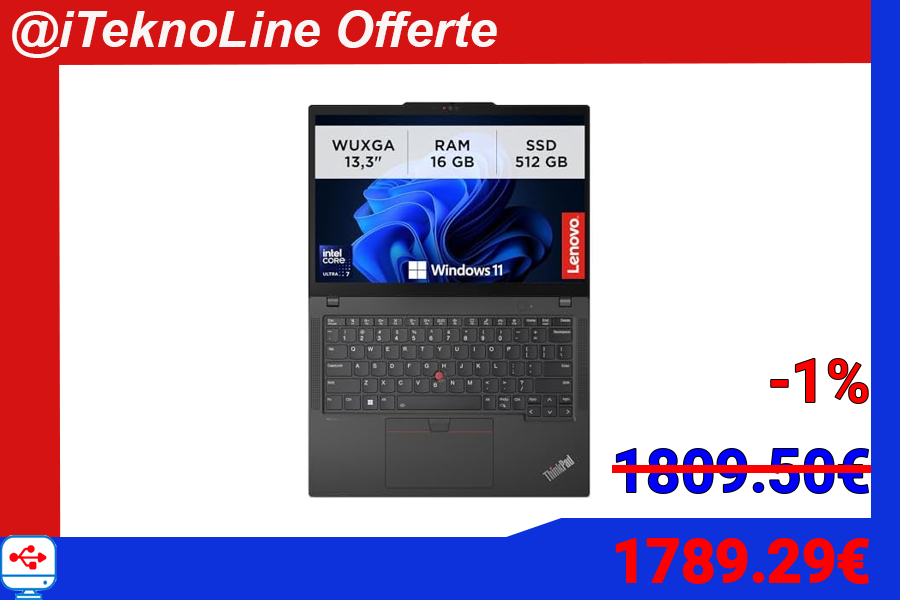 @iTeknoLine Offerte
WUXGA
13,3"
RAM
16 GB
SSD
512 GB
intel
CORE
ULTRA 7
Windows 11
Lenovo
Q W E R T Y U I O P
A S D F G H J K L
Z X C V B N M
ThinkPad
-1%
1809.50€
1789.29€